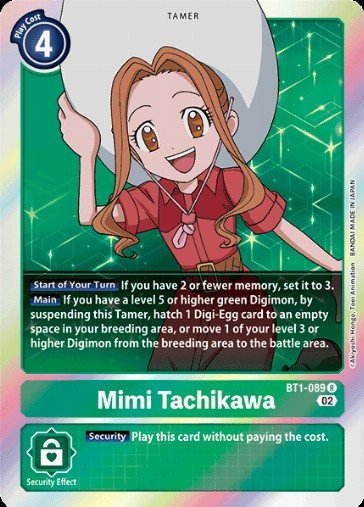 TAMER
Play Cost
4
Start of Your Turn If you have 2 or fewer memory, set it to 3.
Main If you have a level 5 or higher green Digimon, by
suspending this Tamer, hatch 1 Digi-Egg card to an empty
space in your breeding area, or move 1 of your level 3 or
higher Digimon from the breeding area to the battle area.
©Akiyoshi Hongo, Toei Animation BANDAI MADE IN JAPAN
BT1-089 R
Mimi Tachikawa
02
Security Play this card without paying the cost.
Security Effect